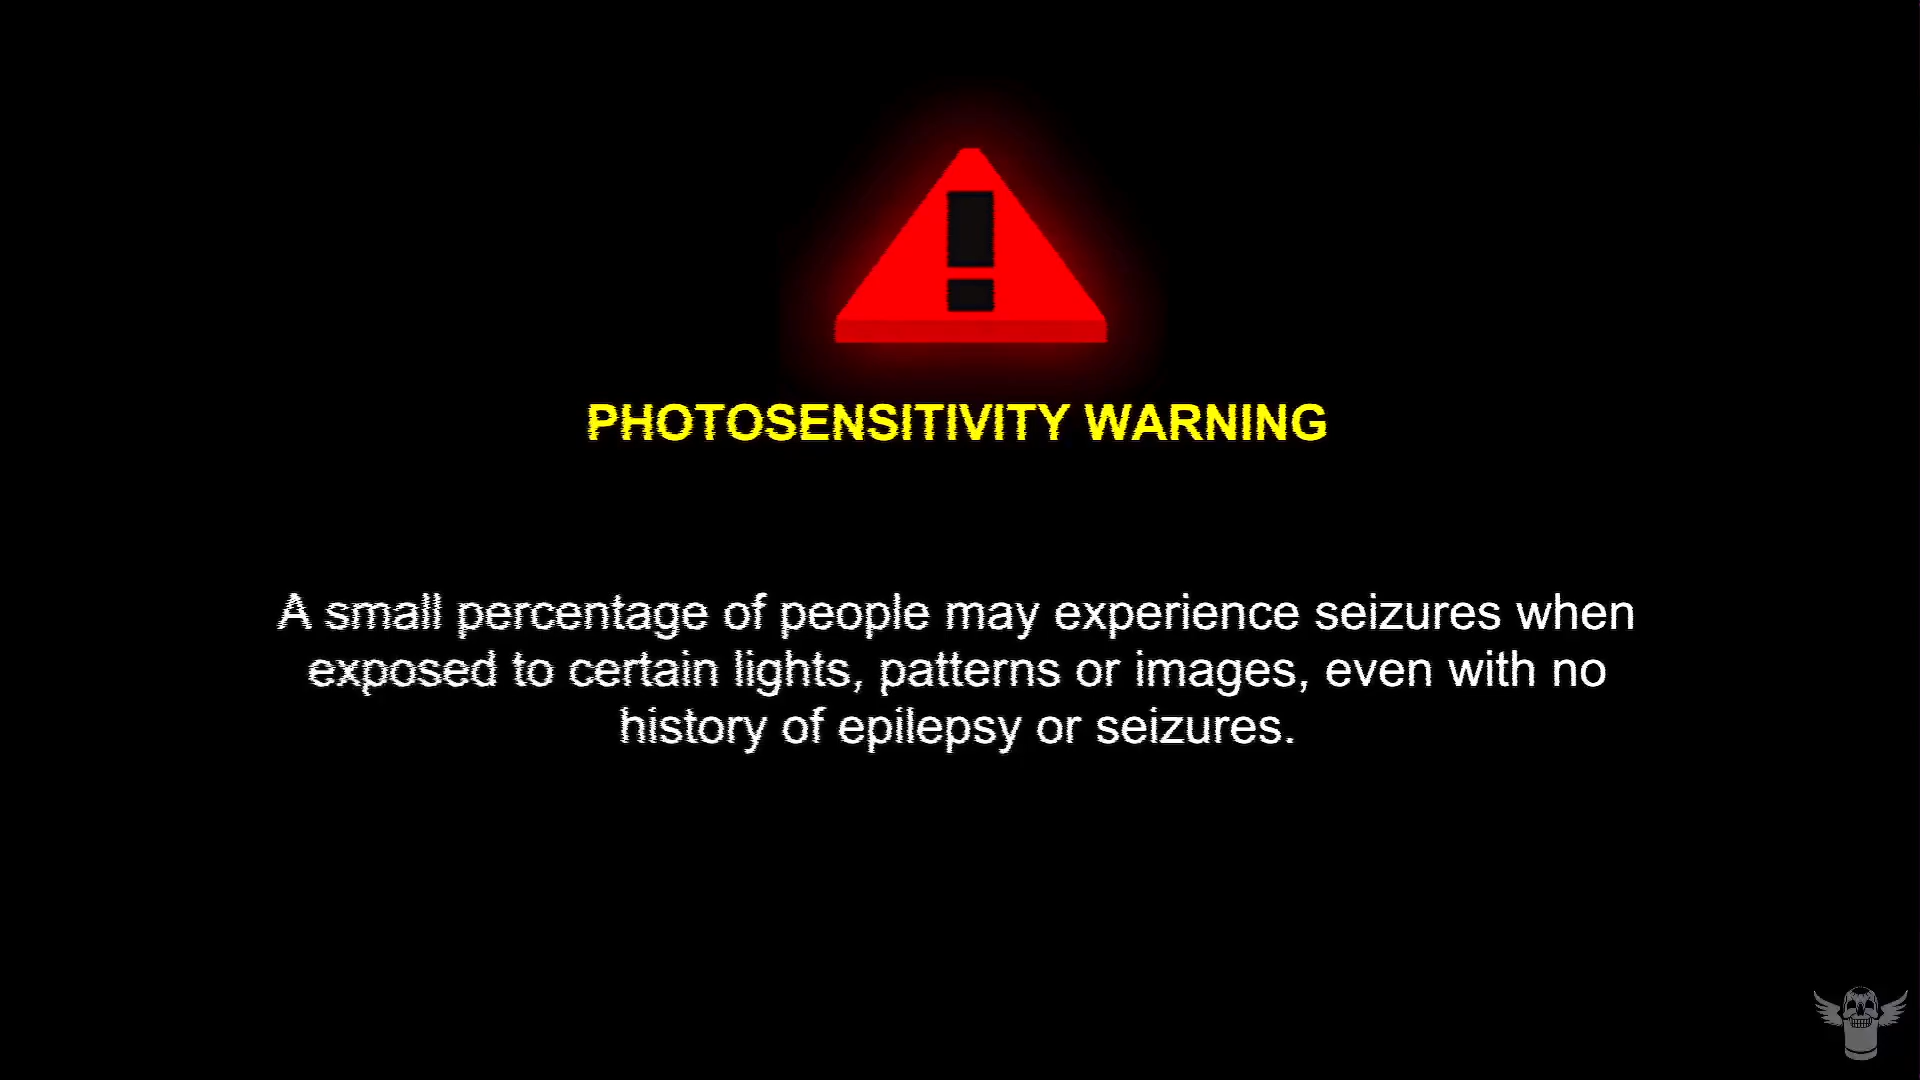 PHOTOSENSITIVITY WARNING
A small percentage of people may experience seizures when
exposed to certain lights, patterns or images, even with no
history of epilepsy or seizures.